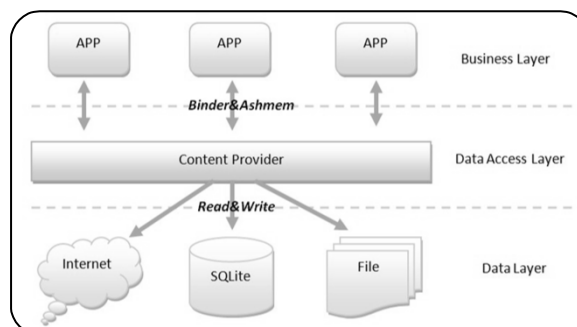 APP APP APP Business Layer
Binder&Ashmem
Content Provider Data Access Layer
Read&Write
Internet SQLite File Data Layer